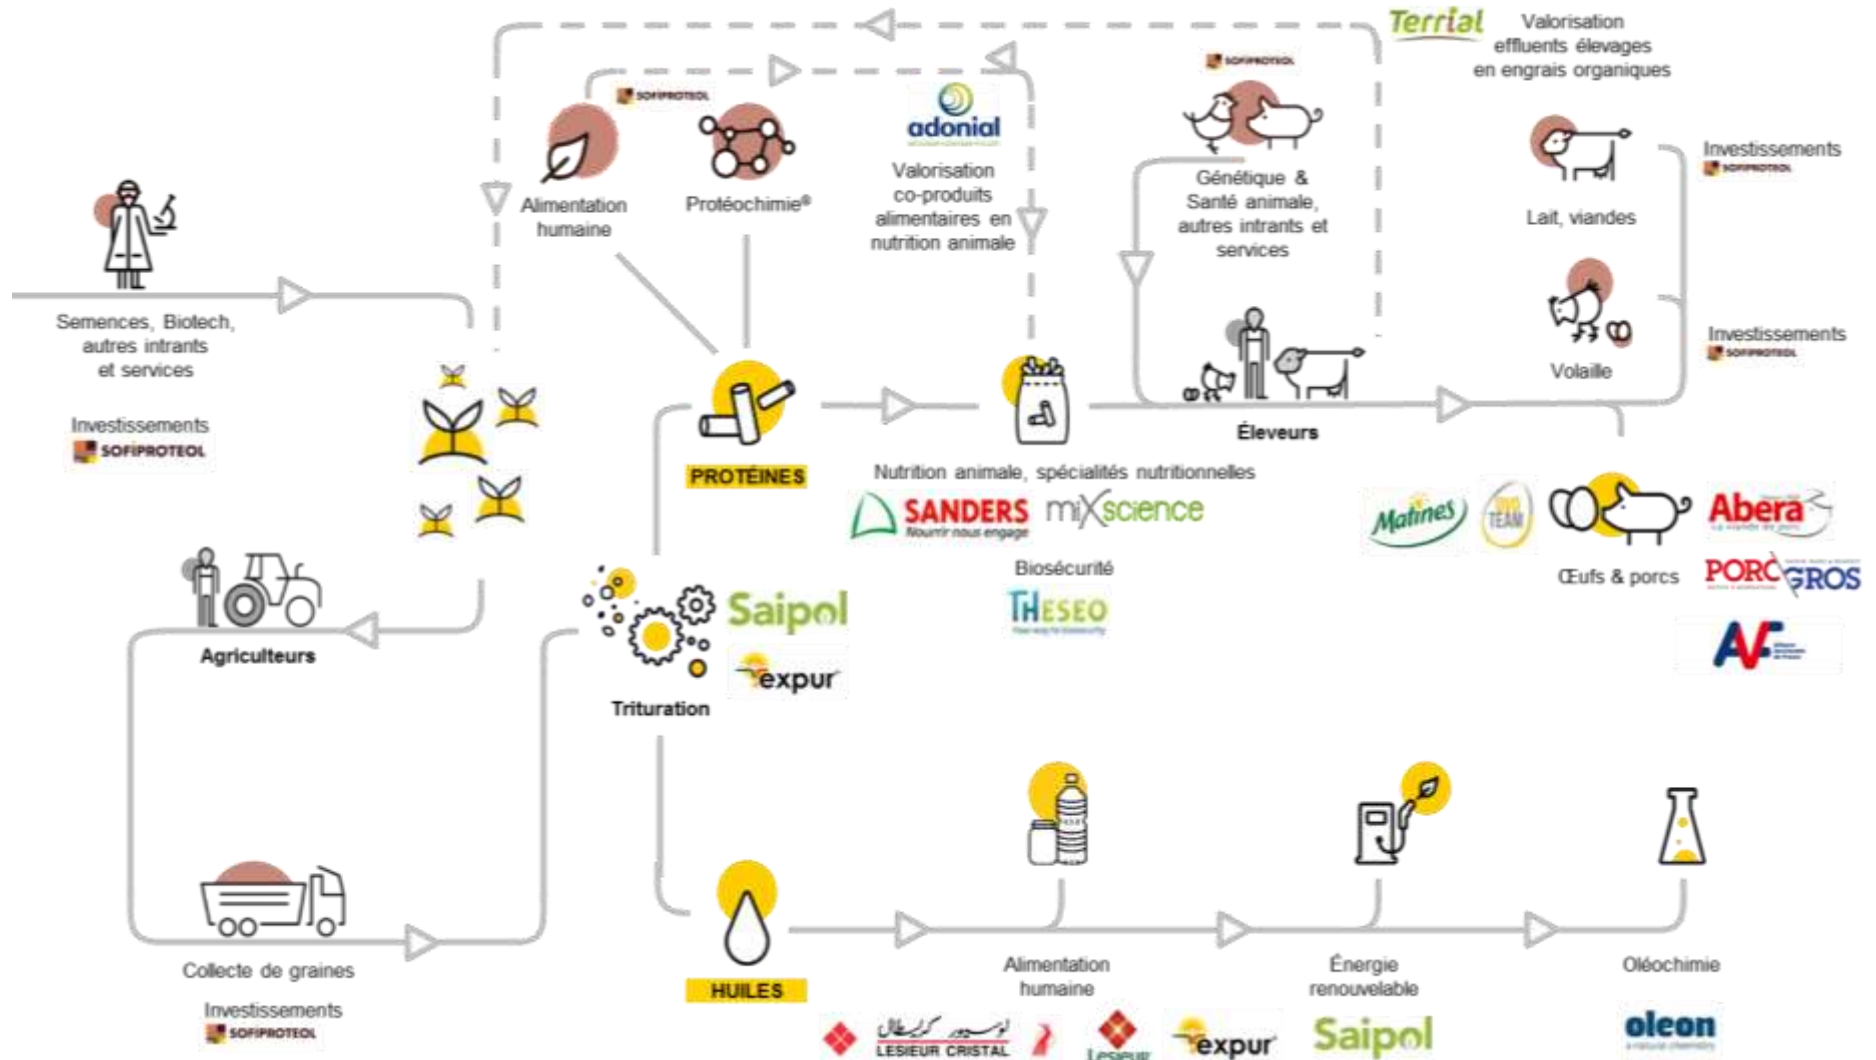 Terrial
Valorisation
effluents élevages
en engrais organiques
SOFIPROTEOL
SOFIPROTEOL
adonial
Alimentation
humaine
Protéochimie®
Valorisation
co-produits
alimentaires en
nutrition animale
Génétique &
Santé animale,
autres intrants et
services
Lait, viandes
Investissements
SOFIPROTEOL
Volaille
Investissements
SOFIPROTEOL
Semences, Biotech,
autres intrants
et services
Investissements
SOFIPROTEOL
PROTÉINES
Éleveurs
Nutrition animale, spécialités nutritionnelles
SANDERS
Nourrir nous engage
miXscience
Biosécurité
THESEO
Matines
TEAM
Œufs & porcs
Abera
PORC GROS
AVF
Agriculteurs
Saipol
expur
Trituration
Collecte de graines
Investissements
SOFIPROTEOL
HUILES
Alimentation
humaine
Énergie
renouvelable
Oléochimie
لوسيور كريسطال
LESIEUR CRISTAL
Lesieur
expur
Saipol
oleon